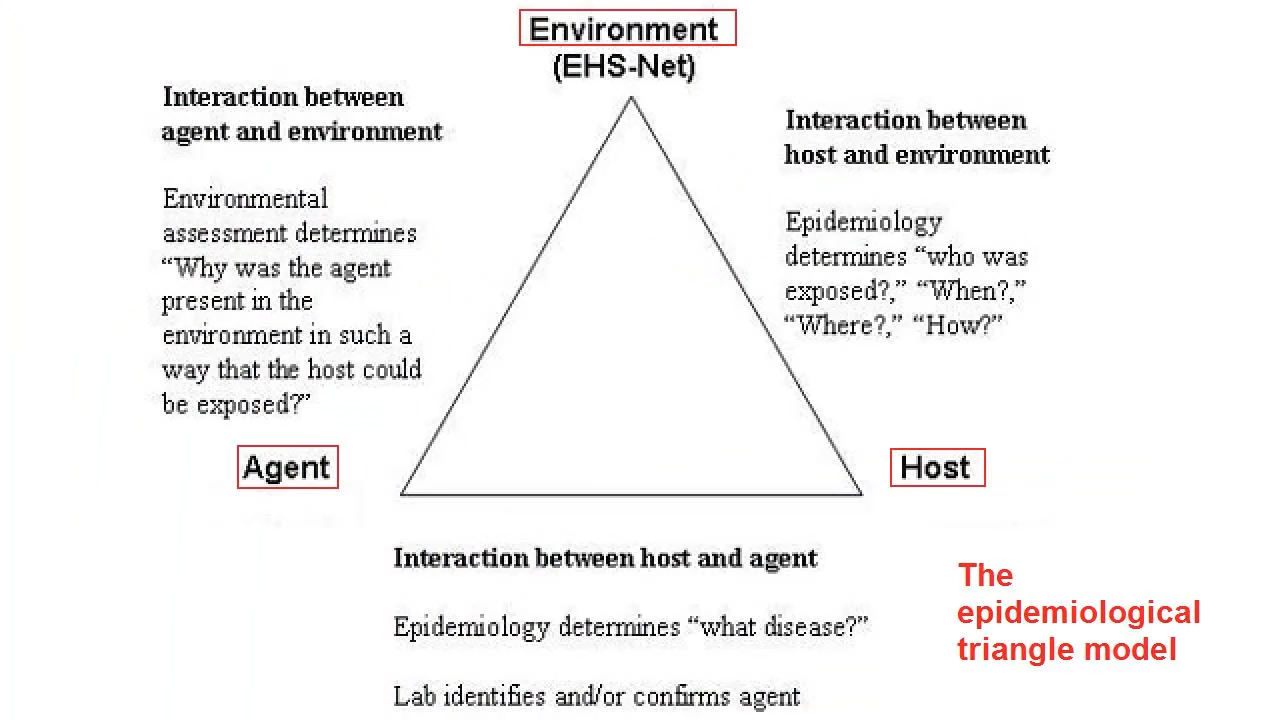 Environment
(EHS-Net)
Interaction between
agent and environment
Environmental
assessment determines
“Why was the agent
present in the
environment in such a
way that the host could
be exposed?”
Interaction between
host and environment
Epidemiology
determines “who was
exposed?,” “When?,”
“Where?,” “How?”
Agent
Host
Interaction between host and agent
Epidemiology determines “what disease?”
Lab identifies and/or confirms agent
The
epidemiological
triangle model